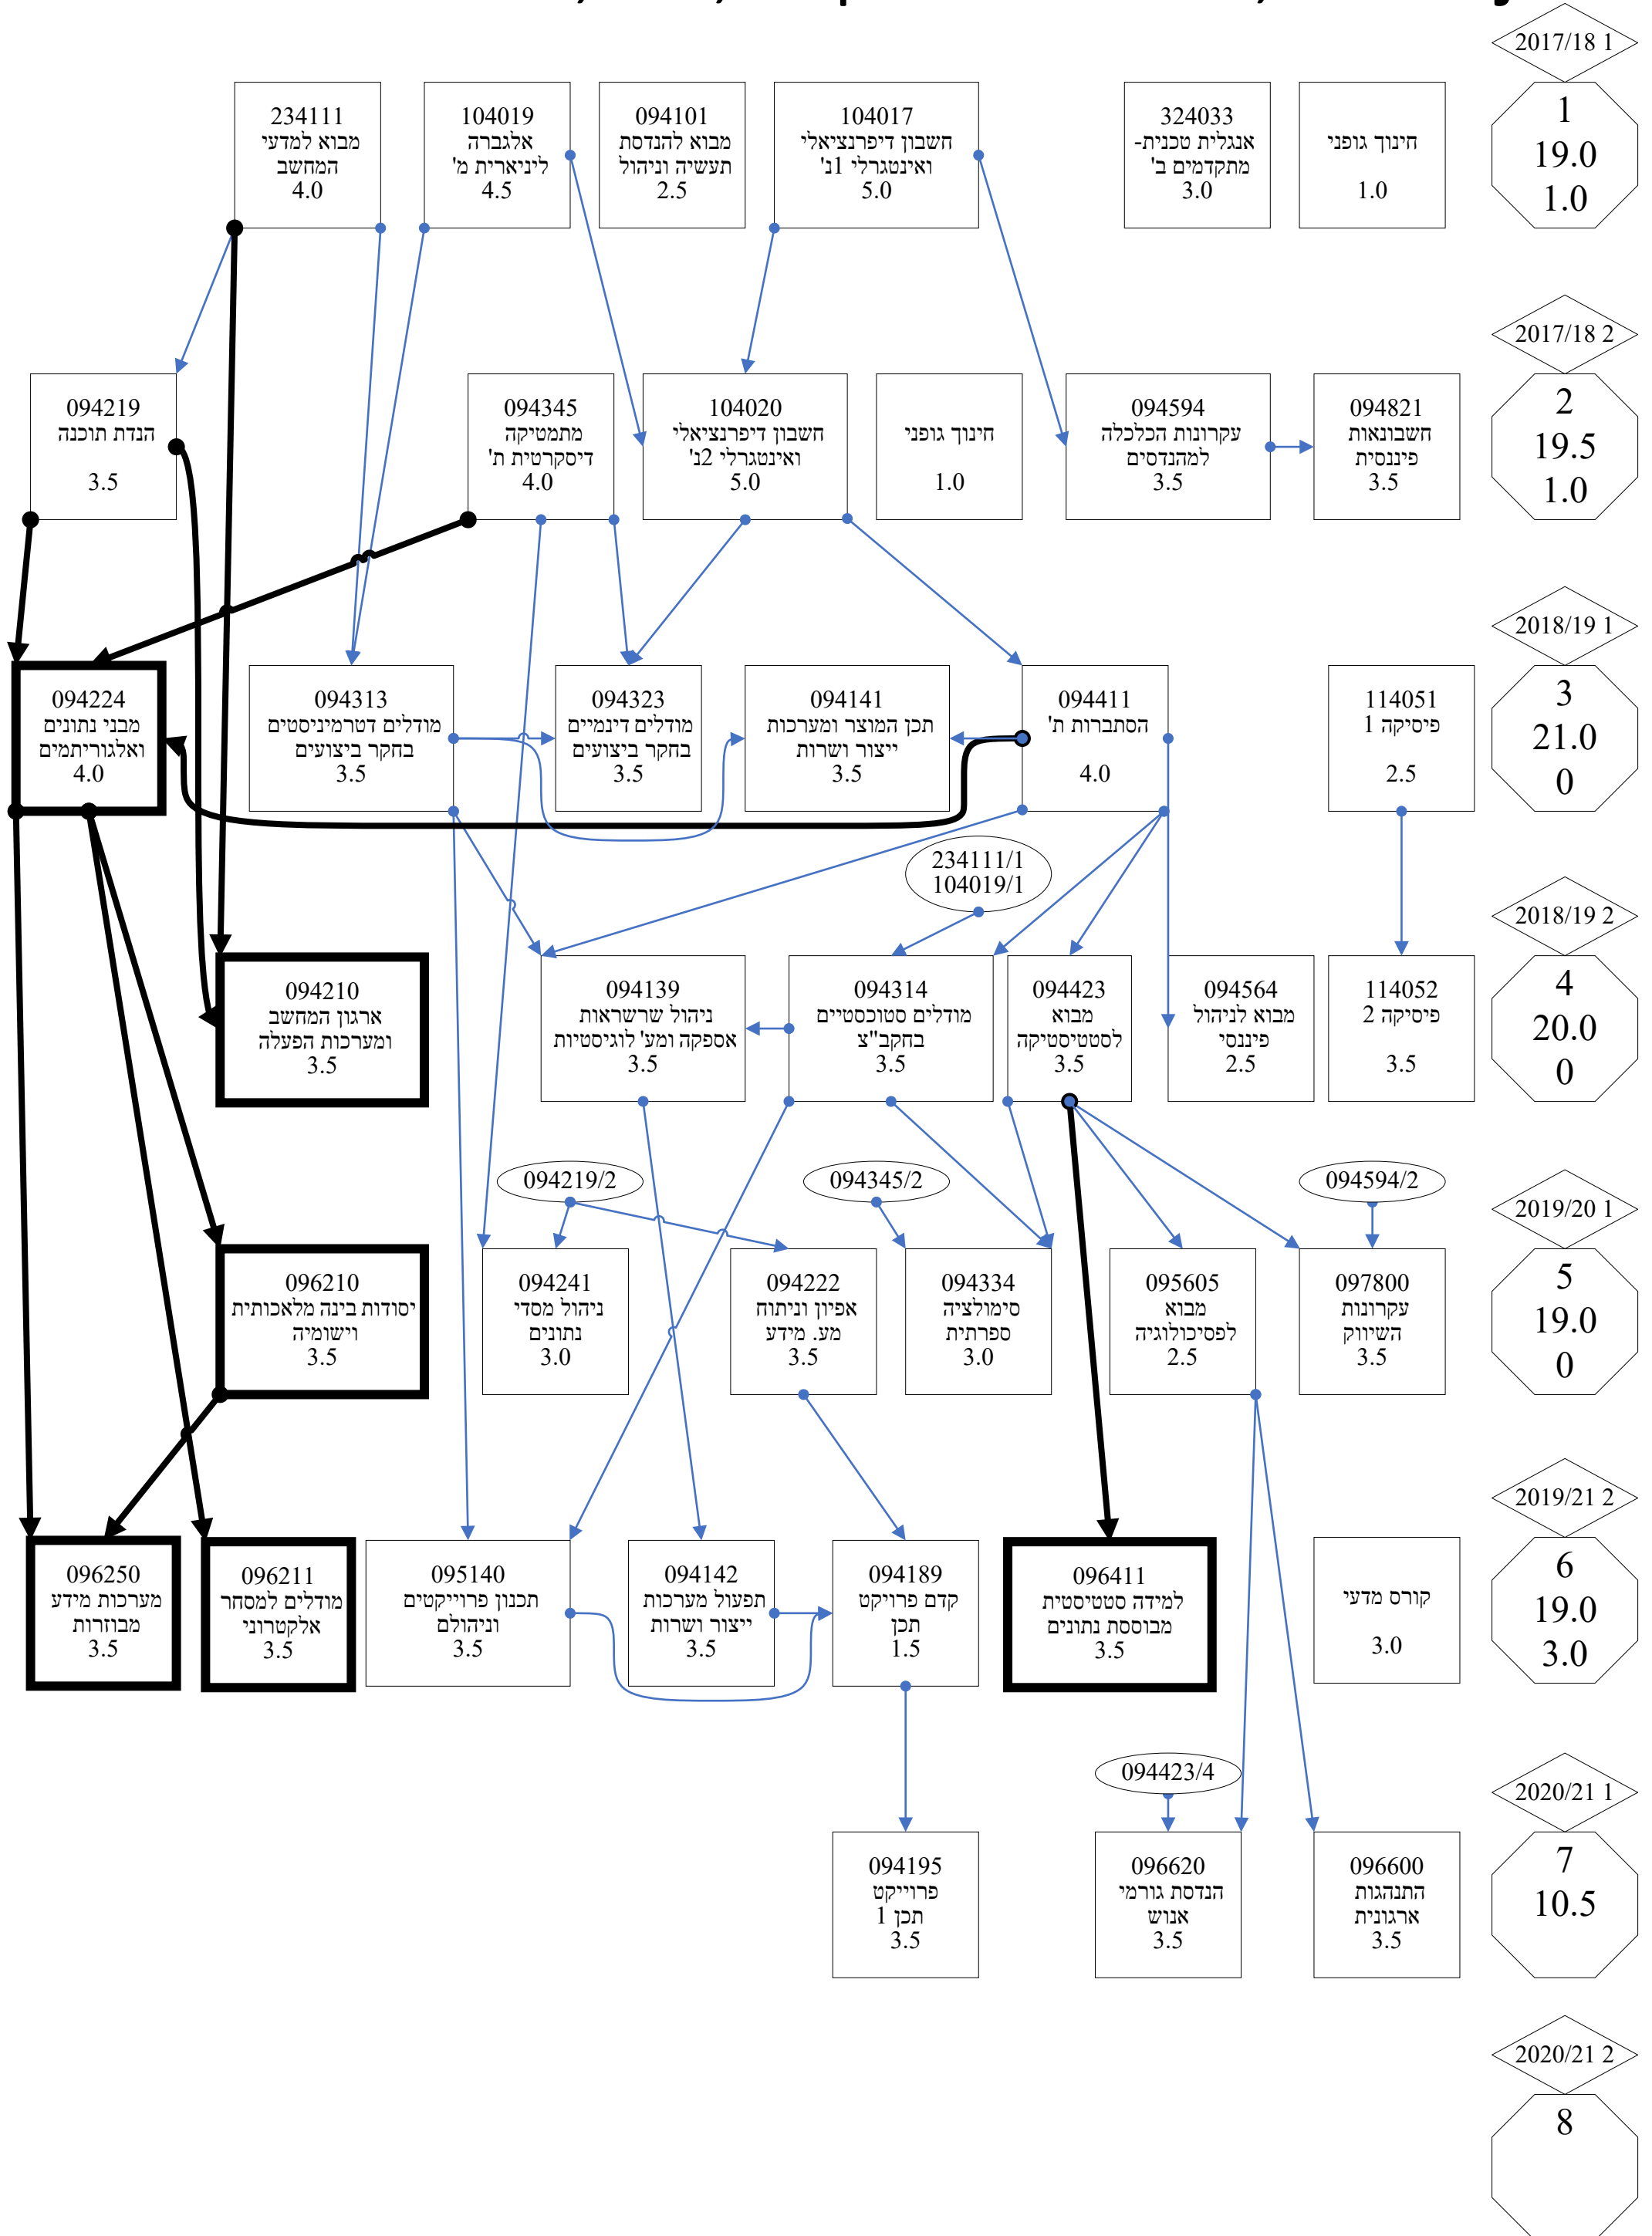 2017/18 1
1
19.0
1.0
חינוך גופני
1.0
324033
אנגלית טכנית-
מתקדמים ב'
3.0
104017
חשבון דיפרנציאלי
ואינטגרלי 1נ'
5.0
094101
מבוא להנדסת
תעשיה וניהול
2.5
104019
אלגברה
ליניארית מ'
4.5
234111
מבוא למדעי
המחשב
4.0
2017/18 2
2
19.5
1.0
094821
חשבונאות
פיננסית
3.5
094594
עקרונות הכלכלה
למהנדסים
3.5
חינוך גופני
1.0
104020
חשבון דיפרנציאלי
ואינטגרלי 2נ'
5.0
094345
מתמטיקה
דיסקרטית ת'
4.0
094219
הנדת תוכנה
3.5
2018/19 1
3
21.0
0
114051
פיסיקה 1
2.5
094411
הסתברות ת'
4.0
094141
תכן המוצר ומערכות
ייצור ושרות
3.5
094323
מודלים דינמיים
בחקר ביצועים
3.5
094313
מודלים דטרמיניסטים
בחקר ביצועים
3.5
094224
מבני נתונים
ואלגוריתמים
4.0
234111/1
104019/1
2018/19 2
4
20.0
0
114052
פיסיקה 2
3.5
094564
מבוא לניהול
פיננסי
2.5
094423
מבוא
לסטטיסטיקה
3.5
094314
מודלים סטוכסטיים
בחקב"צ
3.5
094139
ניהול שרשראות
אספקה ומע' לוגיסטיות
3.5
094210
ארגון המחשב
ומערכות הפעלה
3.5
094594/2
094345/2
094219/2
2019/20 1
5
19.0
0
097800
עקרונות
השיווק
3.5
095605
מבוא
לפסיכולוגיה
2.5
094334
סימולציה
ספרתית
3.0
094222
אפיון וניתוח
מע. מידע
3.5
094241
ניהול מסדי
נתונים
3.0
096210
יסודות בינה מלאכותית
וישומיה
3.5
2019/21 2
6
19.0
3.0
קורס מדעי
3.0
096411
למידה סטטיסטית
מבוססת נתונים
3.5
094189
קדם פרויקט
תכן
1.5
094142
תפעול מערכות
ייצור ושרות
3.5
095140
תכנון פרוייקטים
וניהולם
3.5
096211
מודלים למסחר
אלקטרוני
3.5
096250
מערכות מידע
מבוזרות
3.5
094423/4
2020/21 1
7
10.5
096600
התנהגות
ארגונית
3.5
096620
הנדסת גורמי
אנוש
3.5
094195
פרוייקט
תכן 1
3.5
2020/21 2
8